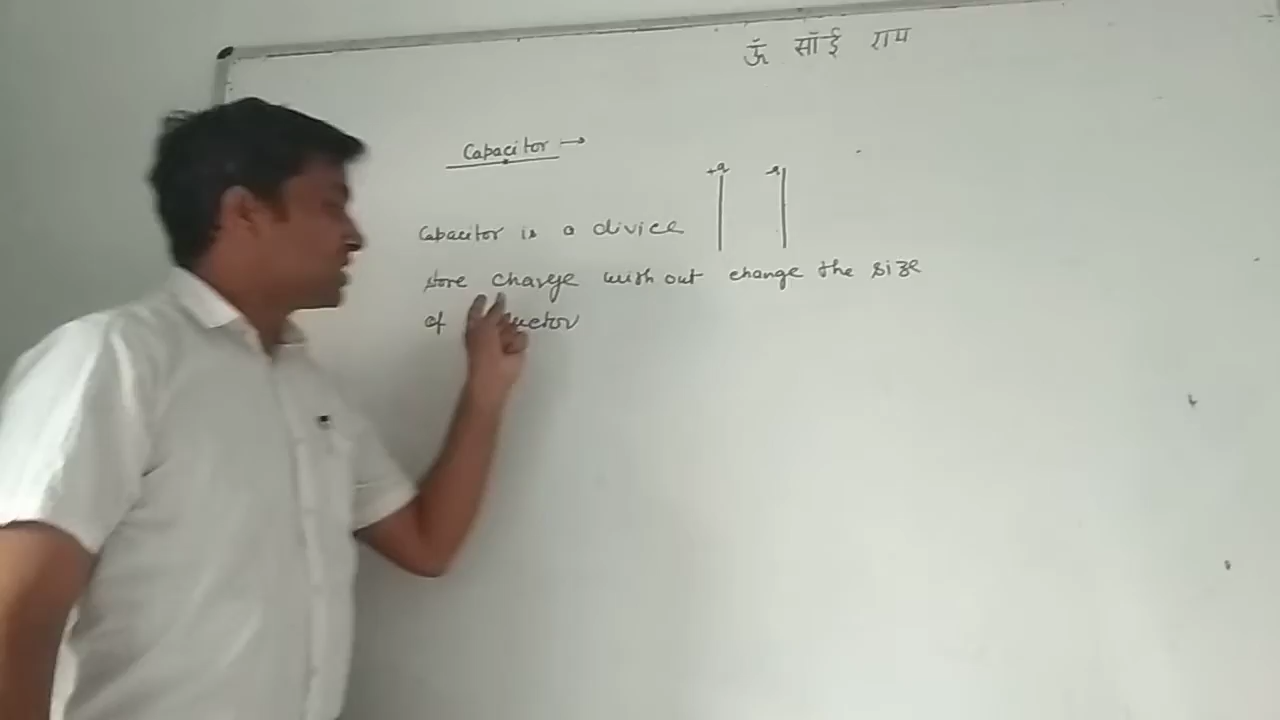 ॐ साँई राम
Capacitor →
+q -q
Capacitor is a divice
store charge with out change the size
of